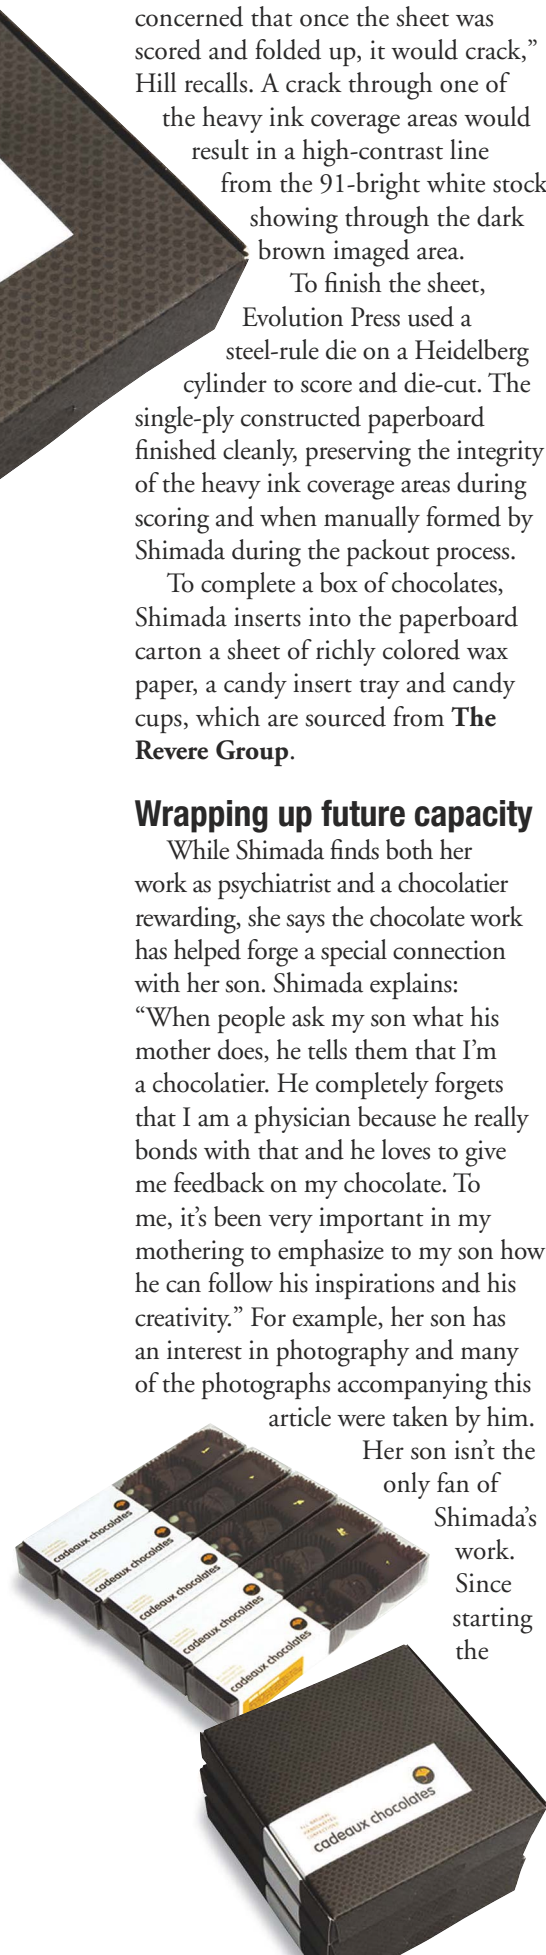 concerned that once the sheet was
scored and folded up, it would crack,”
Hill recalls. A crack through one of
the heavy ink coverage areas would
result in a high-contrast line
from the 91-bright white stock
showing through the dark
brown imaged area.
To finish the sheet,
Evolution Press used a
steel-rule die on a Heidelberg
cylinder to score and die-cut. The
single-ply constructed paperboard
finished cleanly, preserving the integrity
of the heavy ink coverage areas during
scoring and when manually formed by
Shimada during the packout process.
To complete a box of chocolates,
Shimada inserts into the paperboard
carton a sheet of richly colored wax
paper, a candy insert tray and candy
cups, which are sourced from The
Revere Group.
Wrapping up future capacity
While Shimada finds both her
work as psychiatrist and a chocolatier
rewarding, she says the chocolate work
has helped forge a special connection
with her son. Shimada explains:
“When people ask my son what his
mother does, he tells them that I’m
a chocolatier. He completely forgets
that I am a physician because he really
bonds with that and he loves to give
me feedback on my chocolate. To
me, it’s been very important in my
mothering to emphasize to my son how
he can follow his inspirations and his
creativity.” For example, her son has
an interest in photography and many
of the photographs accompanying this
article were taken by him.
Her son isn’t the
only fan of
Shimada’s
work.
Since
starting
the
cadeaux chocolates
cadeaux chocolates
cadeaux chocolates
cadeaux chocolates
cadeaux chocolates
cadeaux chocolates